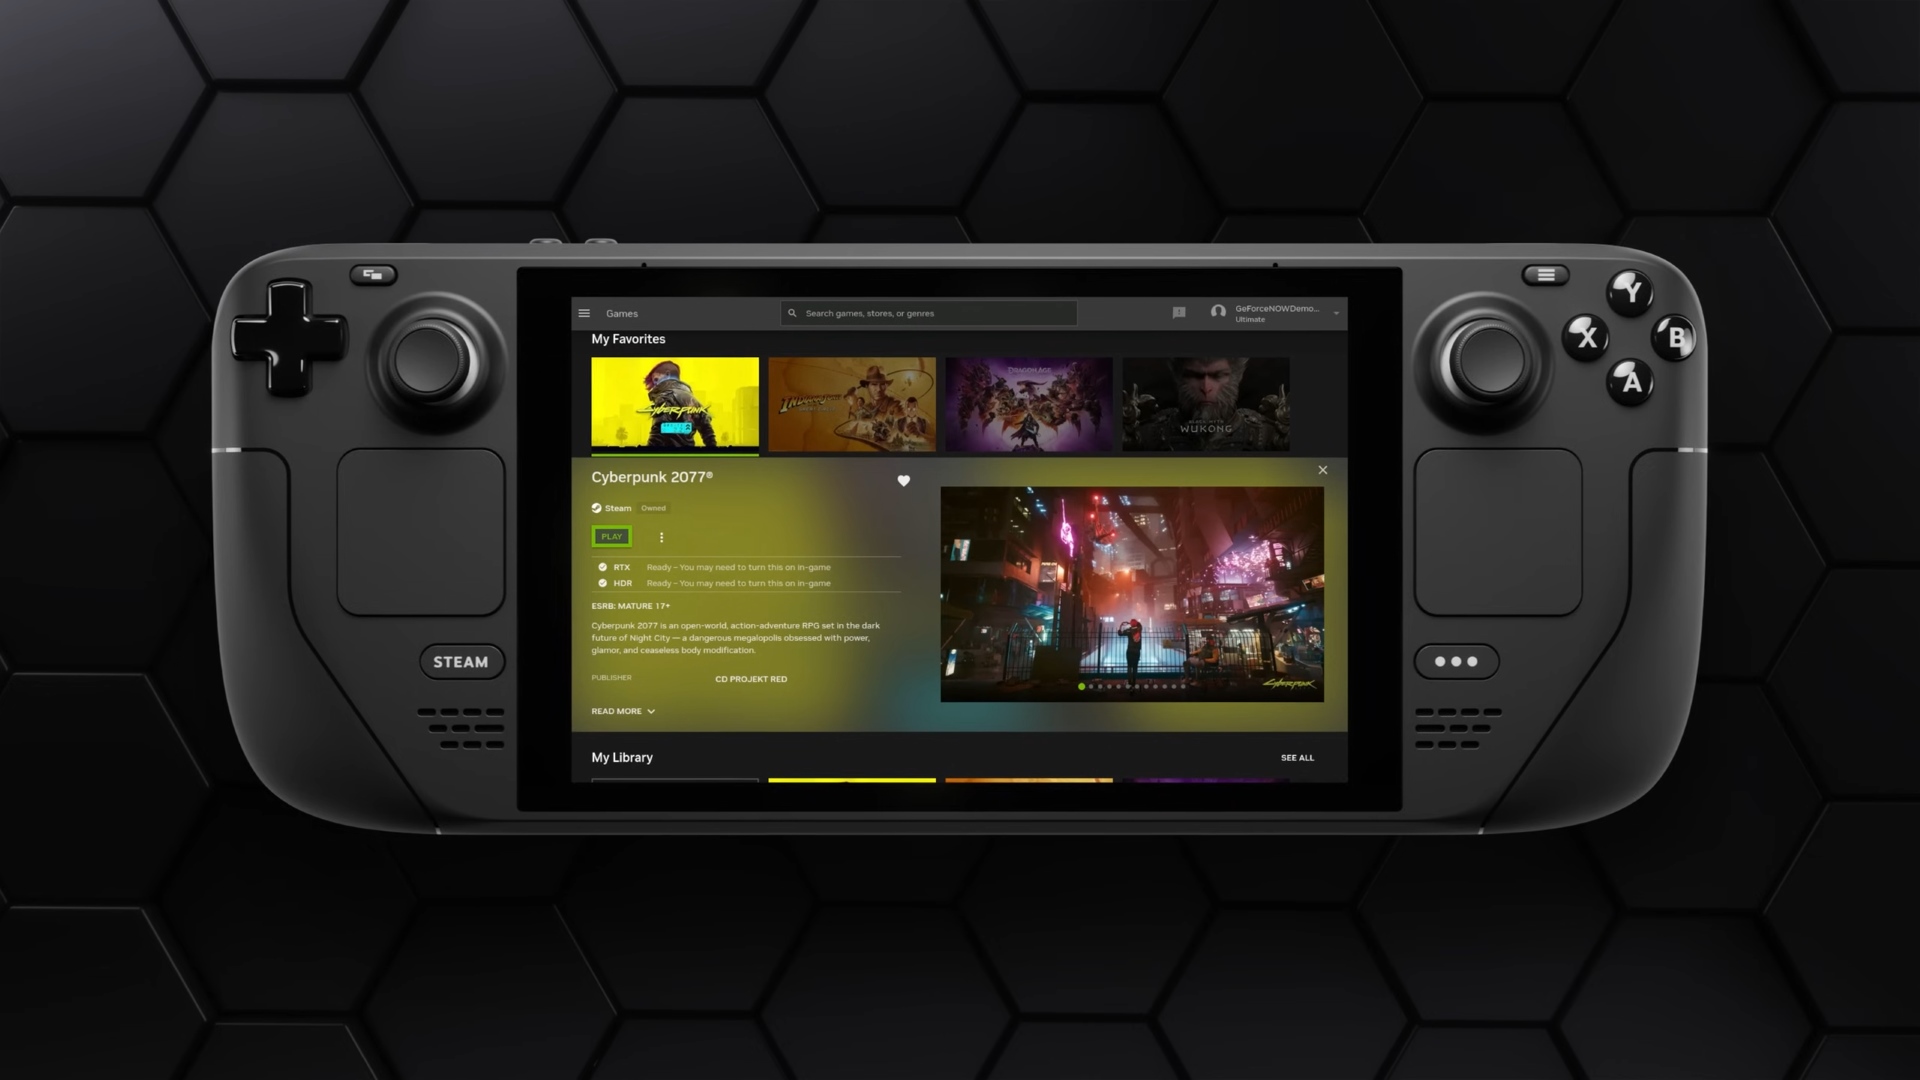 Games
Search games, stores, or genres
GeForceNOWDemo...
Ultimate
My Favorites
CYBERPUNK
INDIANA JONES
DRAGON AGE
WUKONG
Cyberpunk 2077®
Steam Owned
PLAY
RTX Ready – You may need to turn this on in-game
HDR Ready – You may need to turn this on in-game
ESRB: MATURE 17+
Cyberpunk 2077 is an open-world, action-adventure RPG set in the dark
future of Night City — a dangerous megalopolis obsessed with power,
glamor, and ceaseless body modification.
PUBLISHER CD PROJEKT RED
READ MORE
CYBERPUNK
My Library
SEE ALL
STEAM
Y
X
B
A